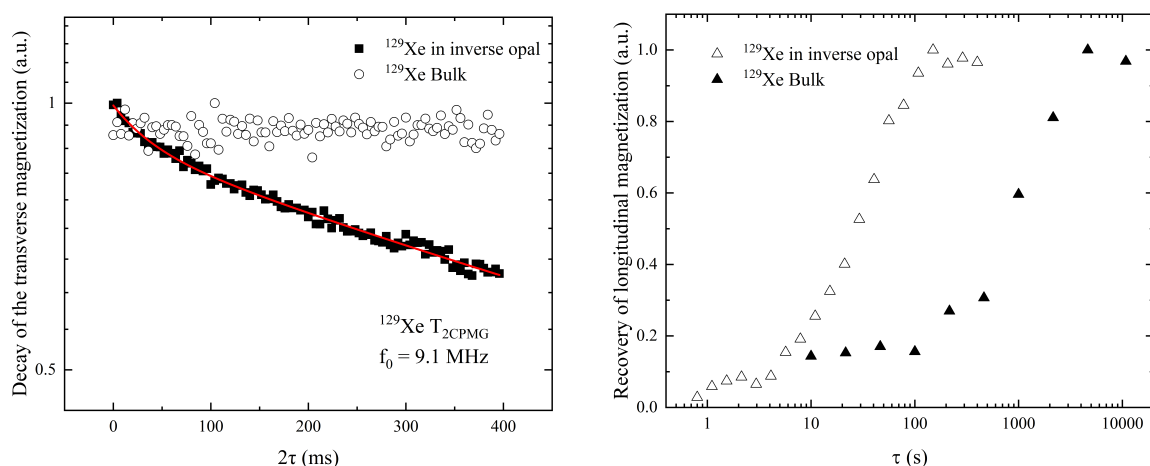 Decay of the transverse magnetization (a.u.)
1
0.5
129Xe in inverse opal
129Xe Bulk
129Xe T2CPMG
f0 = 9.1 MHz
0 100 200 300 400
2τ (ms)
Recovery of longitudinal magnetization (a.u.)
1.0
0.8
0.6
0.4
0.2
0.0
129Xe in inverse opal
129Xe Bulk
1 10 100 1000 10000
τ (s)